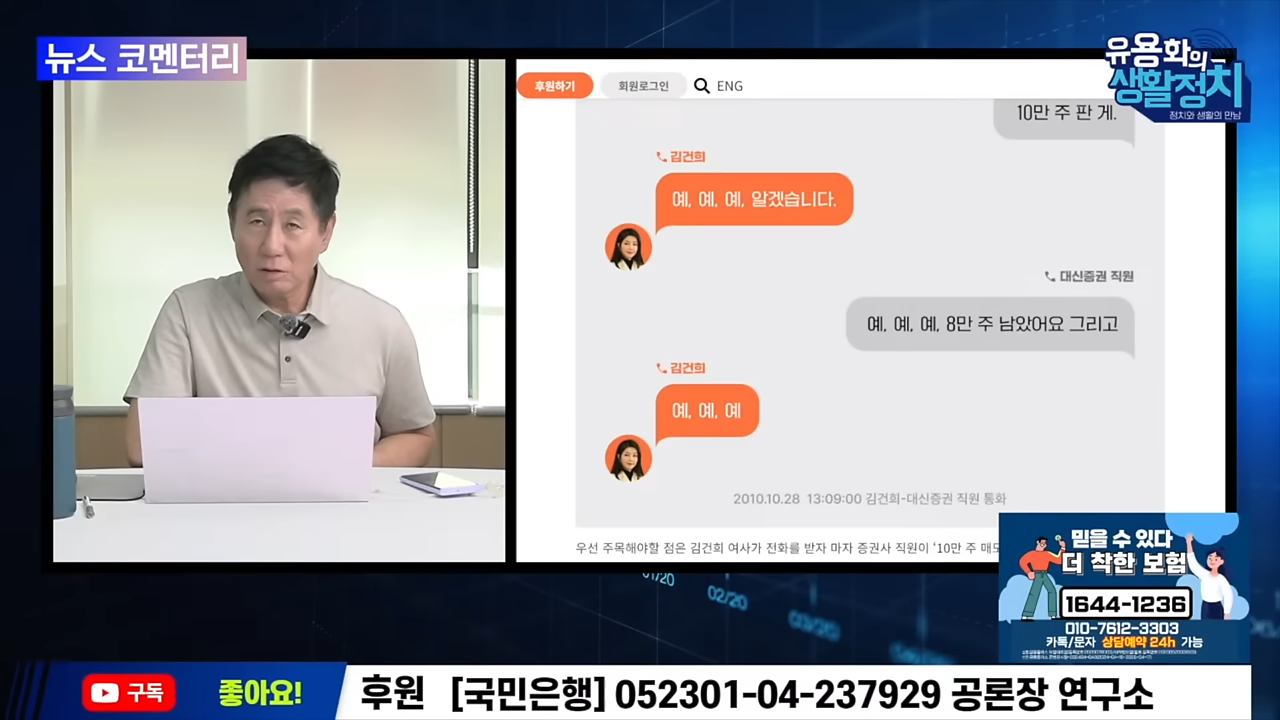 뉴스 코멘터리
유용화의
생활정치
정치와 생활의 만남
후원하기
회원로그인
ENG
10만 주 판 게.
김건희
예, 예, 예, 알겠습니다.
대신증권 직원
예, 예, 예, 8만 주 남았어요 그리고
김건희
예, 예, 예
2010.10.28 13:09:00 김건희-대신증권 직원 통화
우선 주목해야할 점은 김건희 여사가 전화를 받자 마자 증권사 직원이 '10만 주 매도
01/20
02/20
03/20
믿을 수 있다
더 착한 보험
1644-1236
010-7612-3303
카톡/문자 상담예약 24h 가능
구독
좋아요!
후원 [국민은행] 052301-04-237929 공론장 연구소